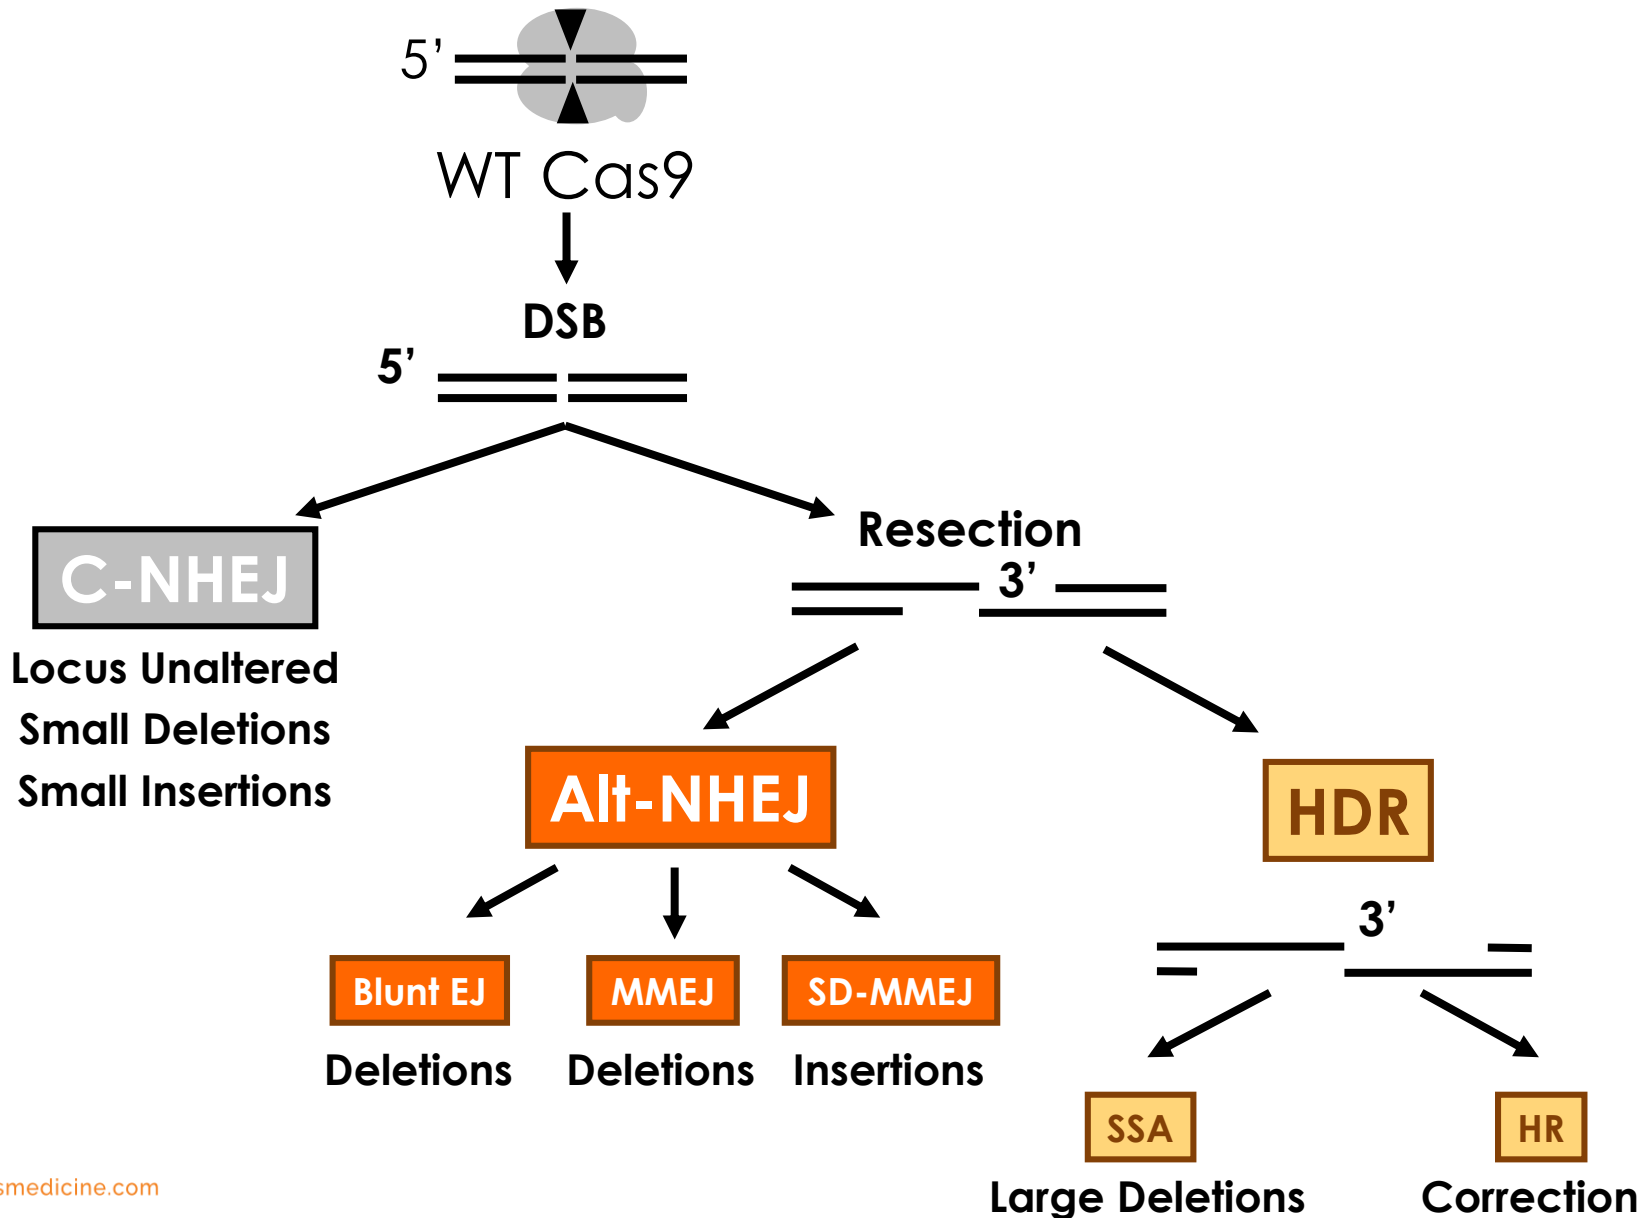 5’
WT Cas9
DSB
5’
C-NHEJ
Locus Unaltered
Small Deletions
Small Insertions
Resection
3’
Alt-NHEJ
HDR
3’
Blunt EJ
MMEJ
SD-MMEJ
Deletions
Deletions
Insertions
SSA
HR
Large Deletions
Correction
smedicine.com